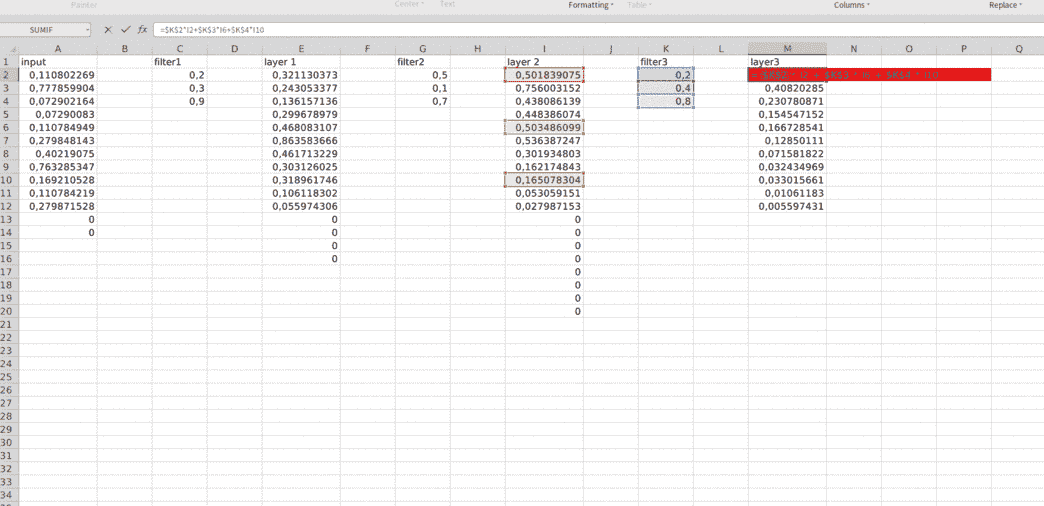 Painter Center Text Formatting Table Columns Replace
SUMIF fx =$K$2*I2+$K$3*I6+$K$4*I10
A B C D E F G H I J K L M N O P Q
1 input filter1 layer 1 filter2 layer 2 filter3 layer3
2 0,110802269 0,2 0,321130373 0,5 0,501839075 0,2
3 0,777859904 0,3 0,243053377 0,1 0,756003152 0,4 0,40820285
4 0,072902164 0,9 0,136157136 0,7 0,438086139 0,8 0,230780871
5 0,07290083 0,299678979 0,448386074 0,154547152
6 0,110784949 0,468083107 0,503486099 0,166728541
7 0,279848143 0,863583666 0,536387247 0,12850111
8 0,40219075 0,461713229 0,301934803 0,071581822
9 0,763285347 0,303126025 0,162174843 0,032434969
10 0,169210528 0,318961746 0,165078304 0,033015661
11 0,110784219 0,106118302 0,053059151 0,01061183
12 0,279871528 0,055974306 0,027987153 0,005597431
13 0 0 0
14 0 0 0
15 0 0
16 0 0
17 0
18 0
19 0
20 0
21
22
23
24
25
26
27
28
29
30
31
32
33
34